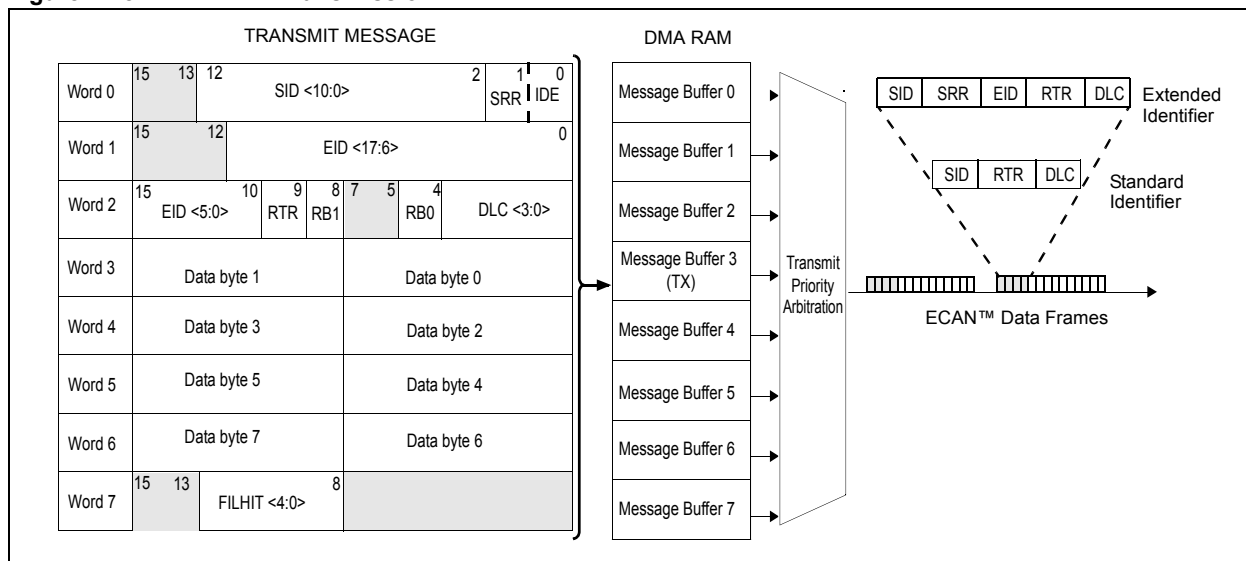 TRANSMIT MESSAGE
DMA RAM
Word 0
15 13 12 2 1 0
SID <10:0>
SRR
IDE
Word 1
15 12 0
EID <17:6>
Word 2
15 10 9 8 7 5 4
EID <5:0>
RTR
RB1
RB0
DLC <3:0>
Word 3
Data byte 1
Data byte 0
Word 4
Data byte 3
Data byte 2
Word 5
Data byte 5
Data byte 4
Word 6
Data byte 7
Data byte 6
Word 7
15 13 8
FILHIT <4:0>
Message Buffer 0
Message Buffer 1
Message Buffer 2
Message Buffer 3
(TX)
Message Buffer 4
Message Buffer 5
Message Buffer 6
Message Buffer 7
Transmit
Priority
Arbitration
SID SRR EID RTR DLC
Extended
Identifier
SID RTR DLC
Standard
Identifier
ECAN™ Data Frames